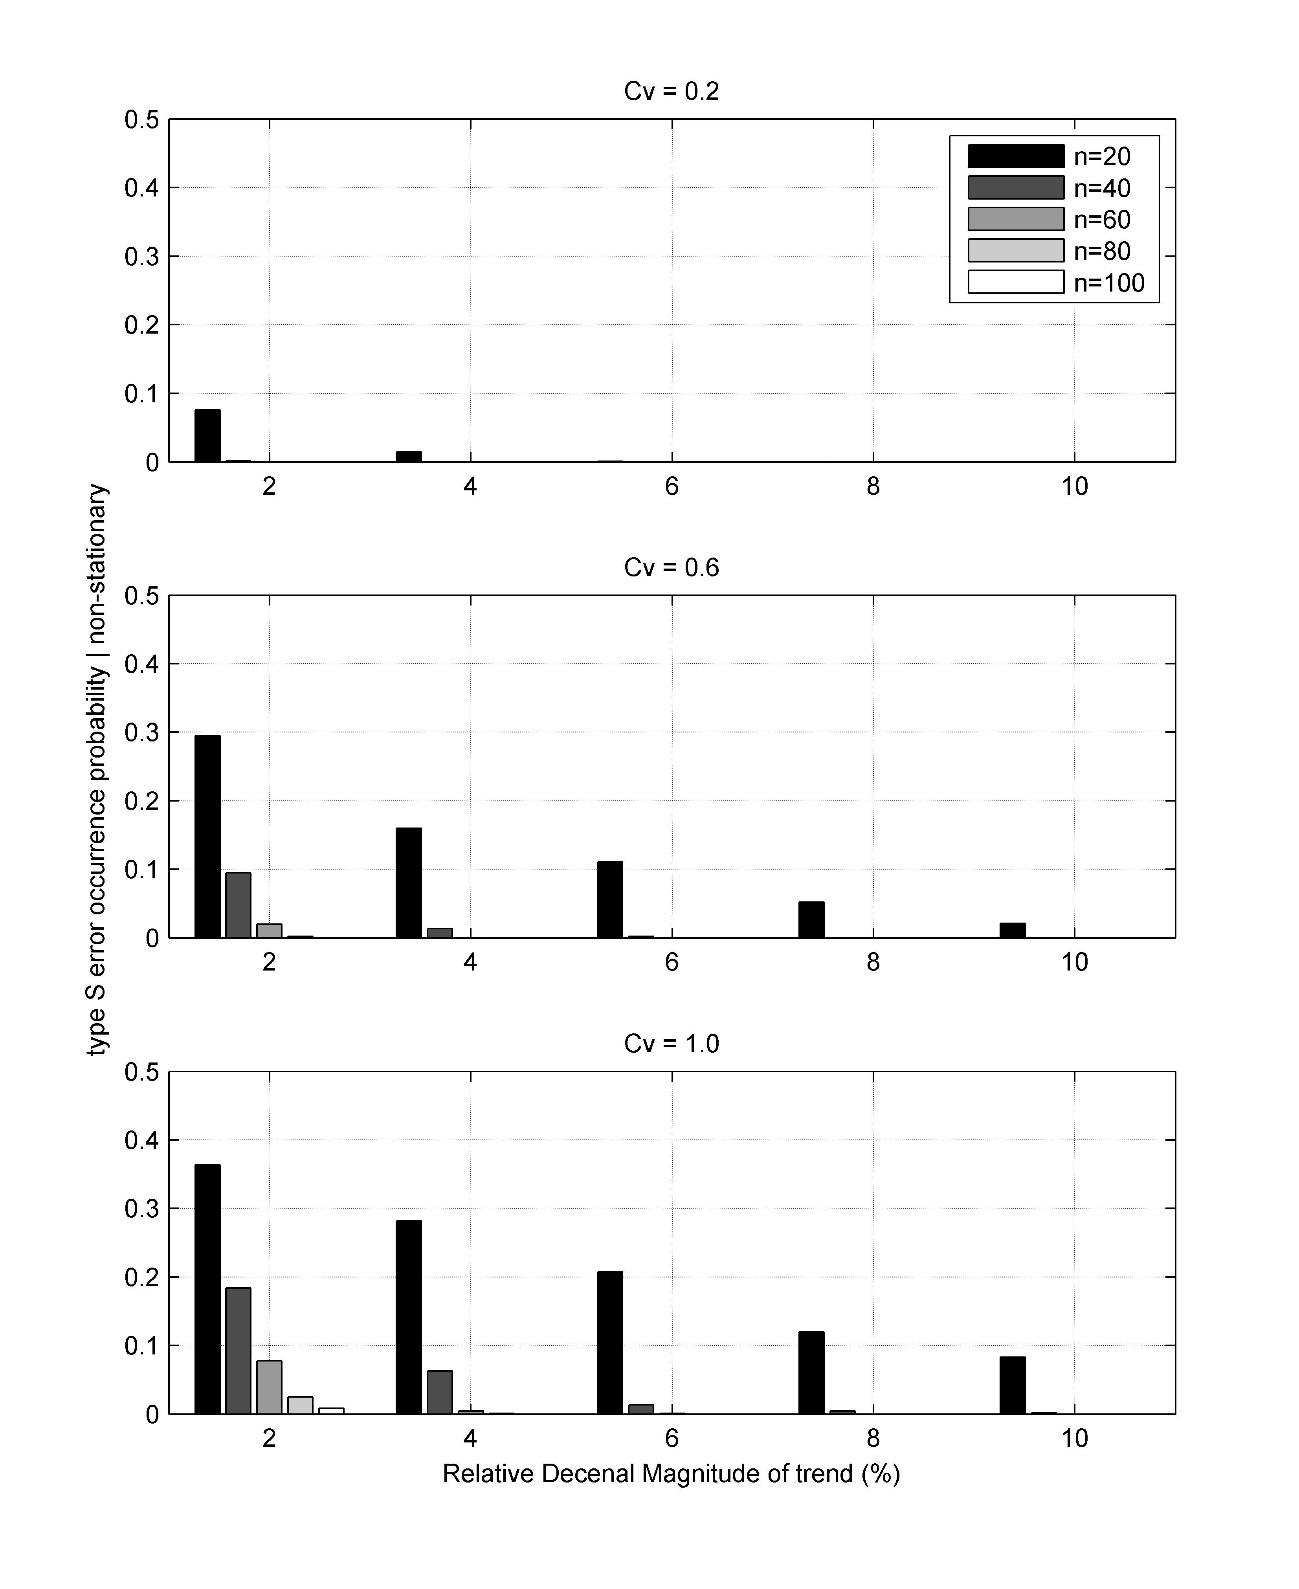 Cv = 0.2
0.5
0.4
0.3
0.2
0.1
0
2 4 6 8 10
n=20
n=40
n=60
n=80
n=100
type S error occurrence probability | non-stationary
Cv = 0.6
0.5
0.4
0.3
0.2
0.1
0
2 4 6 8 10
Cv = 1.0
0.5
0.4
0.3
0.2
0.1
0
2 4 6 8 10
Relative Decenal Magnitude of trend (%)